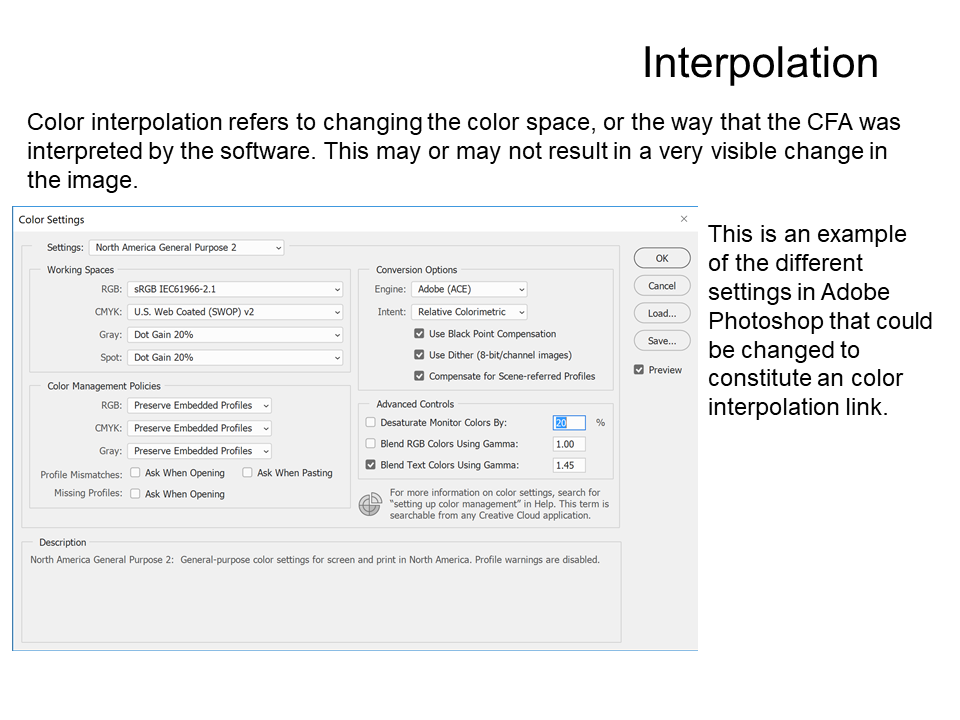 Interpolation
Color interpolation refers to changing the color space, or the way that the CFA was
interpreted by the software. This may or may not result in a very visible change in
the image.
Color Settings
Settings: North America General Purpose 2
Working Spaces
RGB: sRGB IEC61966-2.1
CMYK: U.S. Web Coated (SWOP) v2
Gray: Dot Gain 20%
Spot: Dot Gain 20%
Color Management Policies
RGB: Preserve Embedded Profiles
CMYK: Preserve Embedded Profiles
Gray: Preserve Embedded Profiles
Profile Mismatches: Ask When Opening Ask When Pasting
Missing Profiles: Ask When Opening
Conversion Options
Engine: Adobe (ACE)
Intent: Relative Colorimetric
Use Black Point Compensation
Use Dither (8-bit/channel images)
Compensate for Scene-referred Profiles
Advanced Controls
Desaturate Monitor Colors By: 20 %
Blend RGB Colors Using Gamma: 1.00
Blend Text Colors Using Gamma: 1.45
For more information on color settings, search for
"setting up color management" in Help. This term is
searchable from any Creative Cloud application.
OK
Cancel
Load...
Save...
Preview
Description
North America General Purpose 2: General-purpose color settings for screen and print in North America. Profile warnings are disabled.
This is an example
of the different
settings in Adobe
Photoshop that could
be changed to
constitute an color
interpolation link.